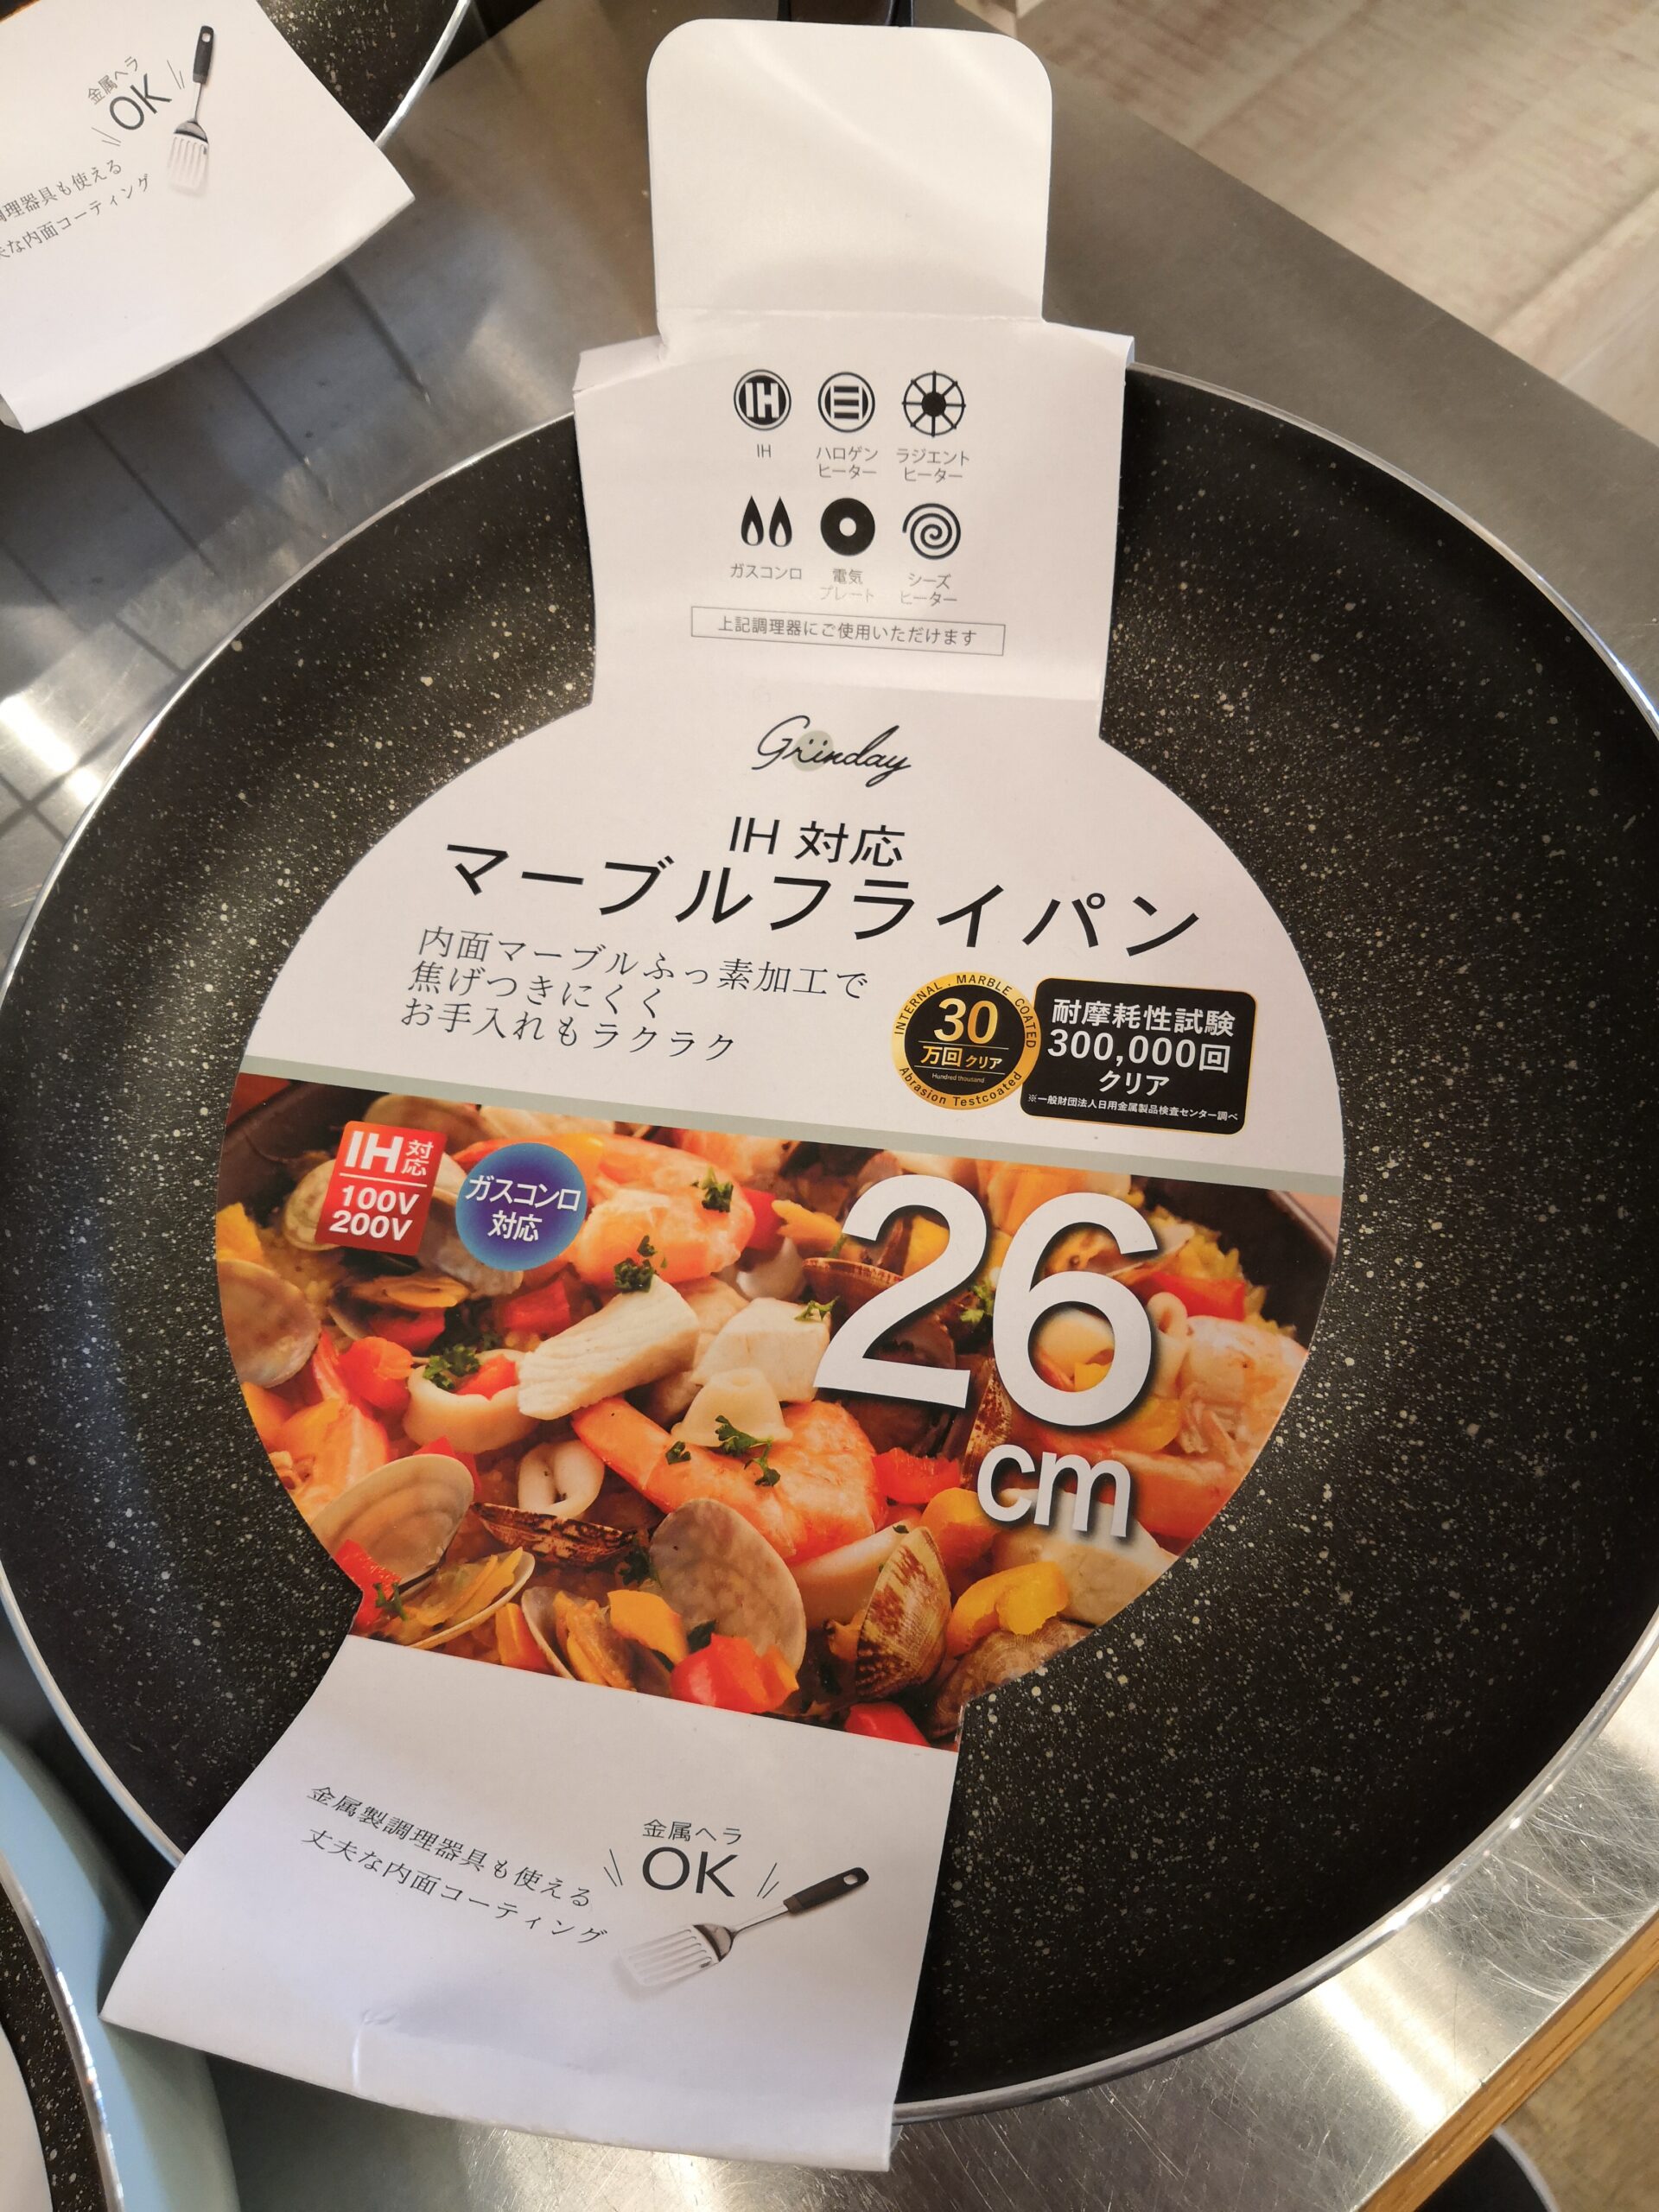 金属ヘラ
OK
調理器具も使える
夫な内面コーティング
IH
IH
ハロゲン
ヒーター
ラジエント
ヒーター
ガスコンロ
電気
プレート
シーズ
ヒーター
上記調理器にご使用いただけます
Grinday
IH 対応
マーブルフライパン
内面マーブルふっ素加工で
焦げつきにくく
お手入れもラクラク
INTERNAL . MARBLE COATED
30
万回クリア
Hundred thousand
Abrasion Testcoated
耐摩耗性試験
300,000回
クリア
※一般財団法人日用金属製品検査センター調べ
IH対応
100V
200V
ガスコンロ
対応
26
cm
金属製調理器具も使える
丈夫な内面コーティング
金属ヘラ
OK